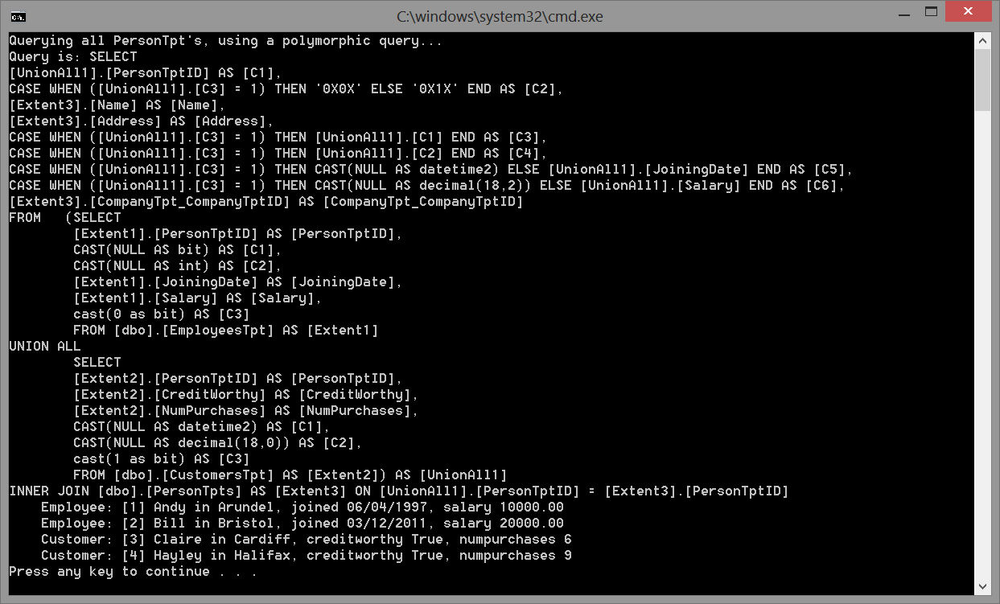 C:\windows\system32\cmd.exe
Querying all PersonTpt's, using a polymorphic query...
Query is: SELECT
[UnionAll1].[PersonTptID] AS [C1],
CASE WHEN ([UnionAll1].[C3] = 1) THEN '0X0X' ELSE '0X1X' END AS [C2],
[Extent3].[Name] AS [Name],
[Extent3].[Address] AS [Address],
CASE WHEN ([UnionAll1].[C3] = 1) THEN [UnionAll1].[C1] END AS [C3],
CASE WHEN ([UnionAll1].[C3] = 1) THEN [UnionAll1].[C2] END AS [C4],
CASE WHEN ([UnionAll1].[C3] = 1) THEN CAST(NULL AS datetime2) ELSE [UnionAll1].[JoiningDate] END AS [C5],
CASE WHEN ([UnionAll1].[C3] = 1) THEN CAST(NULL AS decimal(18,2)) ELSE [UnionAll1].[Salary] END AS [C6],
[Extent3].[CompanyTpt_CompanyTptID] AS [CompanyTpt_CompanyTptID]
FROM   (SELECT
        [Extent1].[PersonTptID] AS [PersonTptID],
        CAST(NULL AS bit) AS [C1],
        CAST(NULL AS int) AS [C2],
        [Extent1].[JoiningDate] AS [JoiningDate],
        [Extent1].[Salary] AS [Salary],
        cast(0 as bit) AS [C3]
        FROM [dbo].[EmployeesTpt] AS [Extent1]
UNION ALL
        SELECT
        [Extent2].[PersonTptID] AS [PersonTptID],
        [Extent2].[CreditWorthy] AS [CreditWorthy],
        [Extent2].[NumPurchases] AS [NumPurchases],
        CAST(NULL AS datetime2) AS [C1],
        CAST(NULL AS decimal(18,0)) AS [C2],
        cast(1 as bit) AS [C3]
        FROM [dbo].[CustomersTpt] AS [Extent2]) AS [UnionAll1]
INNER JOIN [dbo].[PersonTpts] AS [Extent3] ON [UnionAll1].[PersonTptID] = [Extent3].[PersonTptID]
    Employee: [1] Andy in Arundel, joined 06/04/1997, salary 10000.00
    Employee: [2] Bill in Bristol, joined 03/12/2011, salary 20000.00
    Customer: [3] Claire in Cardiff, creditworthy True, numpurchases 6
    Customer: [4] Hayley in Halifax, creditworthy True, numpurchases 9
Press any key to continue . . .